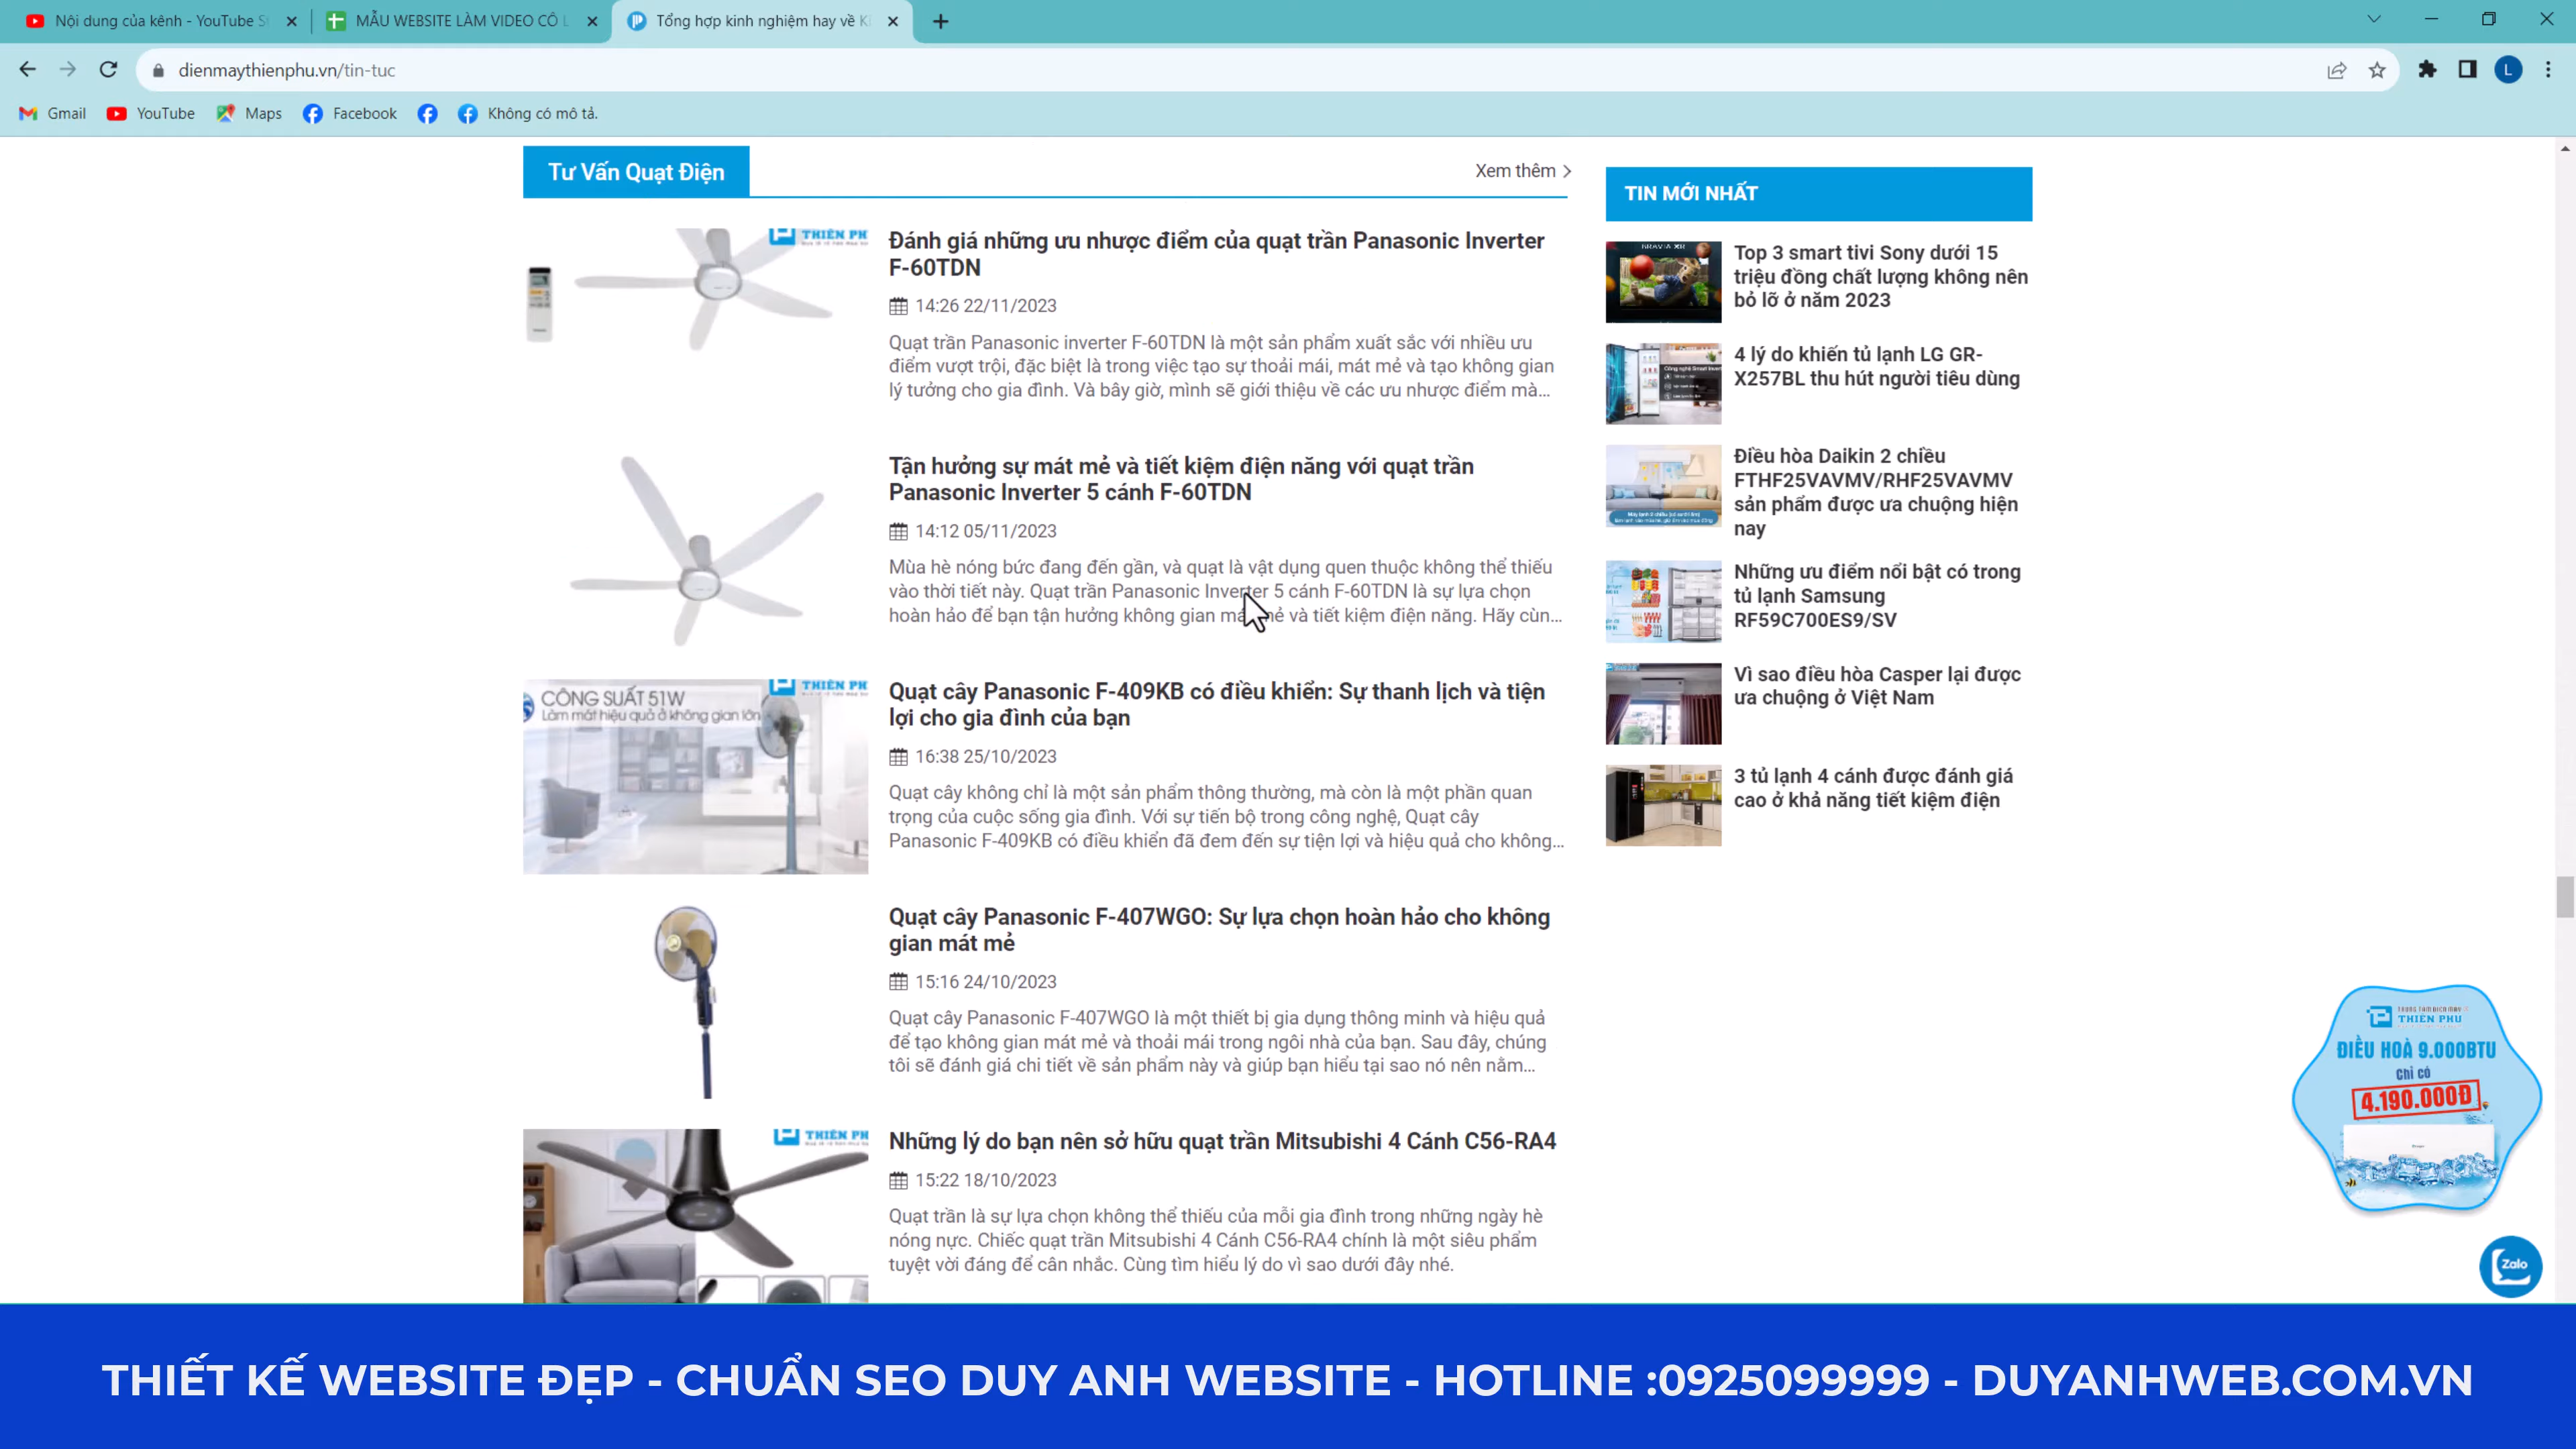 Nội dung của kênh - YouTube S
MẪU WEBSITE LÀM VIDEO CÔ L
Tổng hợp kinh nghiệm hay về K
dienmaythienphu.vn/tin-tuc
L
Gmail
YouTube
Maps
Facebook
Không có mô tả.
Tư Vấn Quạt Điện
Xem thêm
THIÊN PH
Đánh giá những ưu nhược điểm của quạt trần Panasonic Inverter
F-60TDN
14:26 22/11/2023
Quạt trần Panasonic inverter F-60TDN là một sản phẩm xuất sắc với nhiều ưu
điểm vượt trội, đặc biệt là trong việc tạo sự thoải mái, mát mẻ và tạo không gian
lý tưởng cho gia đình. Và bây giờ, mình sẽ giới thiệu về các ưu nhược điểm mà...
Tận hưởng sự mát mẻ và tiết kiệm điện năng với quạt trần
Panasonic Inverter 5 cánh F-60TDN
14:12 05/11/2023
Mùa hè nóng bức đang đến gần, và quạt là vật dụng quen thuộc không thể thiếu
vào thời tiết này. Quạt trần Panasonic Inverter 5 cánh F-60TDN là sự lựa chọn
hoàn hảo để bạn tận hưởng không gian mát mẻ và tiết kiệm điện năng. Hãy cùn...
CÔNG SUẤT 51W
Làm mát hiệu quả ở không gian lớn
THIÊN PH
Quạt cây Panasonic F-409KB có điều khiển: Sự thanh lịch và tiện
lợi cho gia đình của bạn
16:38 25/10/2023
Quạt cây không chỉ là một sản phẩm thông thường, mà còn là một phần quan
trọng của cuộc sống gia đình. Với sự tiến bộ trong công nghệ, Quạt cây
Panasonic F-409KB có điều khiển đã đem đến sự tiện lợi và hiệu quả cho không...
Quạt cây Panasonic F-407WGO: Sự lựa chọn hoàn hảo cho không
gian mát mẻ
15:16 24/10/2023
Quạt cây Panasonic F-407WGO là một thiết bị gia dụng thông minh và hiệu quả
để tạo không gian mát mẻ và thoải mái trong ngôi nhà của bạn. Sau đây, chúng
tôi sẽ đánh giá chi tiết về sản phẩm này và giúp bạn hiểu tại sao nó nên nằm...
THIÊN PH
Những lý do bạn nên sở hữu quạt trần Mitsubishi 4 Cánh C56-RA4
15:22 18/10/2023
Quạt trần là sự lựa chọn không thể thiếu của mỗi gia đình trong những ngày hè
nóng nực. Chiếc quạt trần Mitsubishi 4 Cánh C56-RA4 chính là một siêu phẩm
tuyệt vời đáng để cân nhắc. Cùng tìm hiểu lý do vì sao dưới đây nhé.
TIN MỚI NHẤT
BRAVIA XR
Top 3 smart tivi Sony dưới 15
triệu đồng chất lượng không nên
bỏ lỡ ở năm 2023
4 lý do khiến tủ lạnh LG GR-
X257BL thu hút người tiêu dùng
Điều hòa Daikin 2 chiều
FTHF25VAVMV/RHF25VAVMV
sản phẩm được ưa chuộng hiện
nay
Những ưu điểm nổi bật có trong
tủ lạnh Samsung
RF59C700ES9/SV
Vì sao điều hòa Casper lại được
ưa chuộng ở Việt Nam
3 tủ lạnh 4 cánh được đánh giá
cao ở khả năng tiết kiệm điện
TRUNG TÂM ĐIỆN MÁY
THIÊN PHÚ
ĐIỀU HOÀ 9.000BTU
chỉ có
4.190.000Đ
Zalo
THIẾT KẾ WEBSITE ĐẸP - CHUẨN SEO DUY ANH WEBSITE - HOTLINE :0925099999 - DUYANHWEB.COM.VN